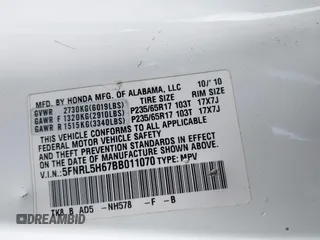 MFD. BY HONDA MFG. OF ALABAMA, LLC 10/'10
TIRE SIZE RIM SIZE
GVWR 2730KG(6019LBS)
GAWR F 1320KG(2910LBS) P235/65R17 103T 17X7J
GAWR R 1515KG(3340LBS) P235/65R17 103T 17X7J
THIS VEHICLE CONFORMS TO ALL APPLICABLE
FEDERAL MOTOR VEHICLE SAFETY AND
THEFT PREVENTION STANDARDS IN EFFECT ON
THE DATE OF MANUFACTURE SHOWN ABOVE.
V.I.N.: 5FNRL5H67BB011070 TYPE: MPV
TK8 B AD5 -NH578 -F -B
DREAMBID